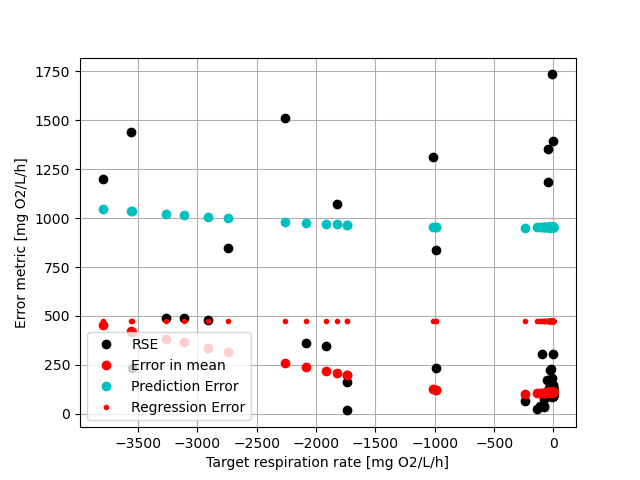 1750
1500
1250
1000
750
500
250
0
Error metric [mg O2/L/h]
RSE
Error in mean
Prediction Error
Regression Error
−3500 −3000 −2500 −2000 −1500 −1000 −500 0
Target respiration rate [mg O2/L/h]